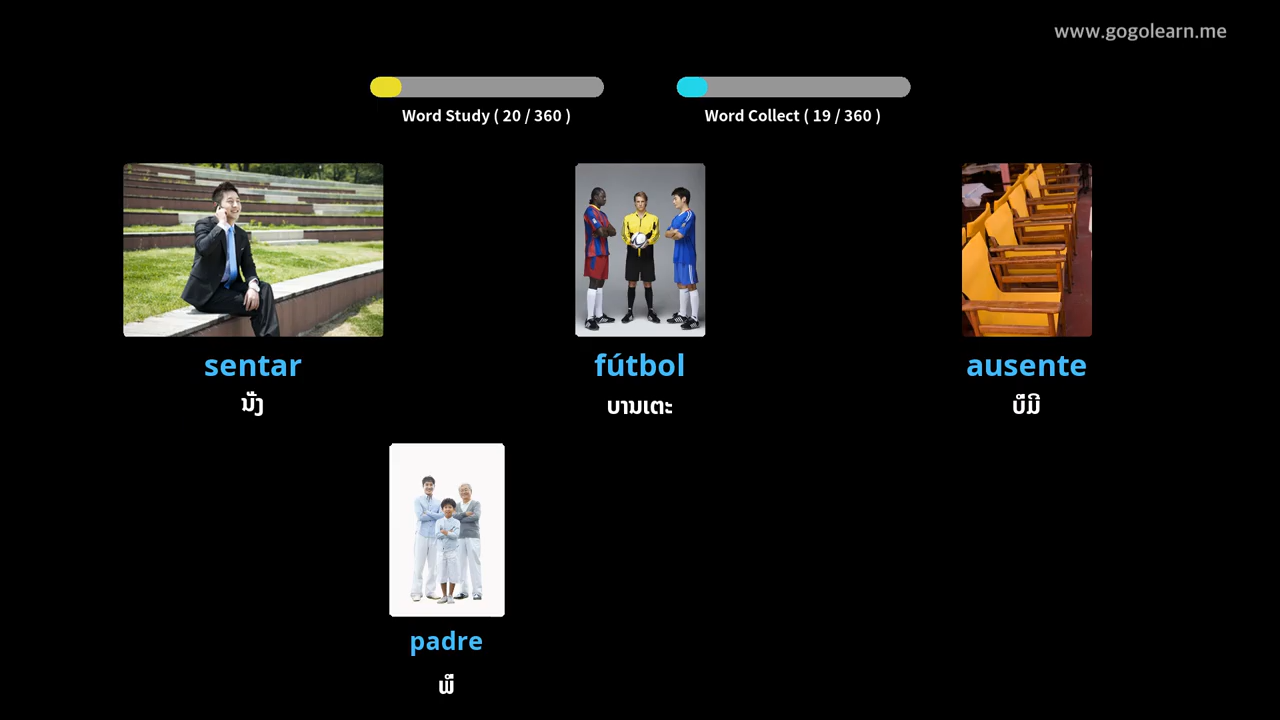 www.gogolearn.me
Word Study ( 20 / 360 )
Word Collect ( 19 / 360 )
sentar
ນັ່ງ
fútbol
ບານເຕະ
ausente
ບໍ່ມີ
padre
ພໍ່